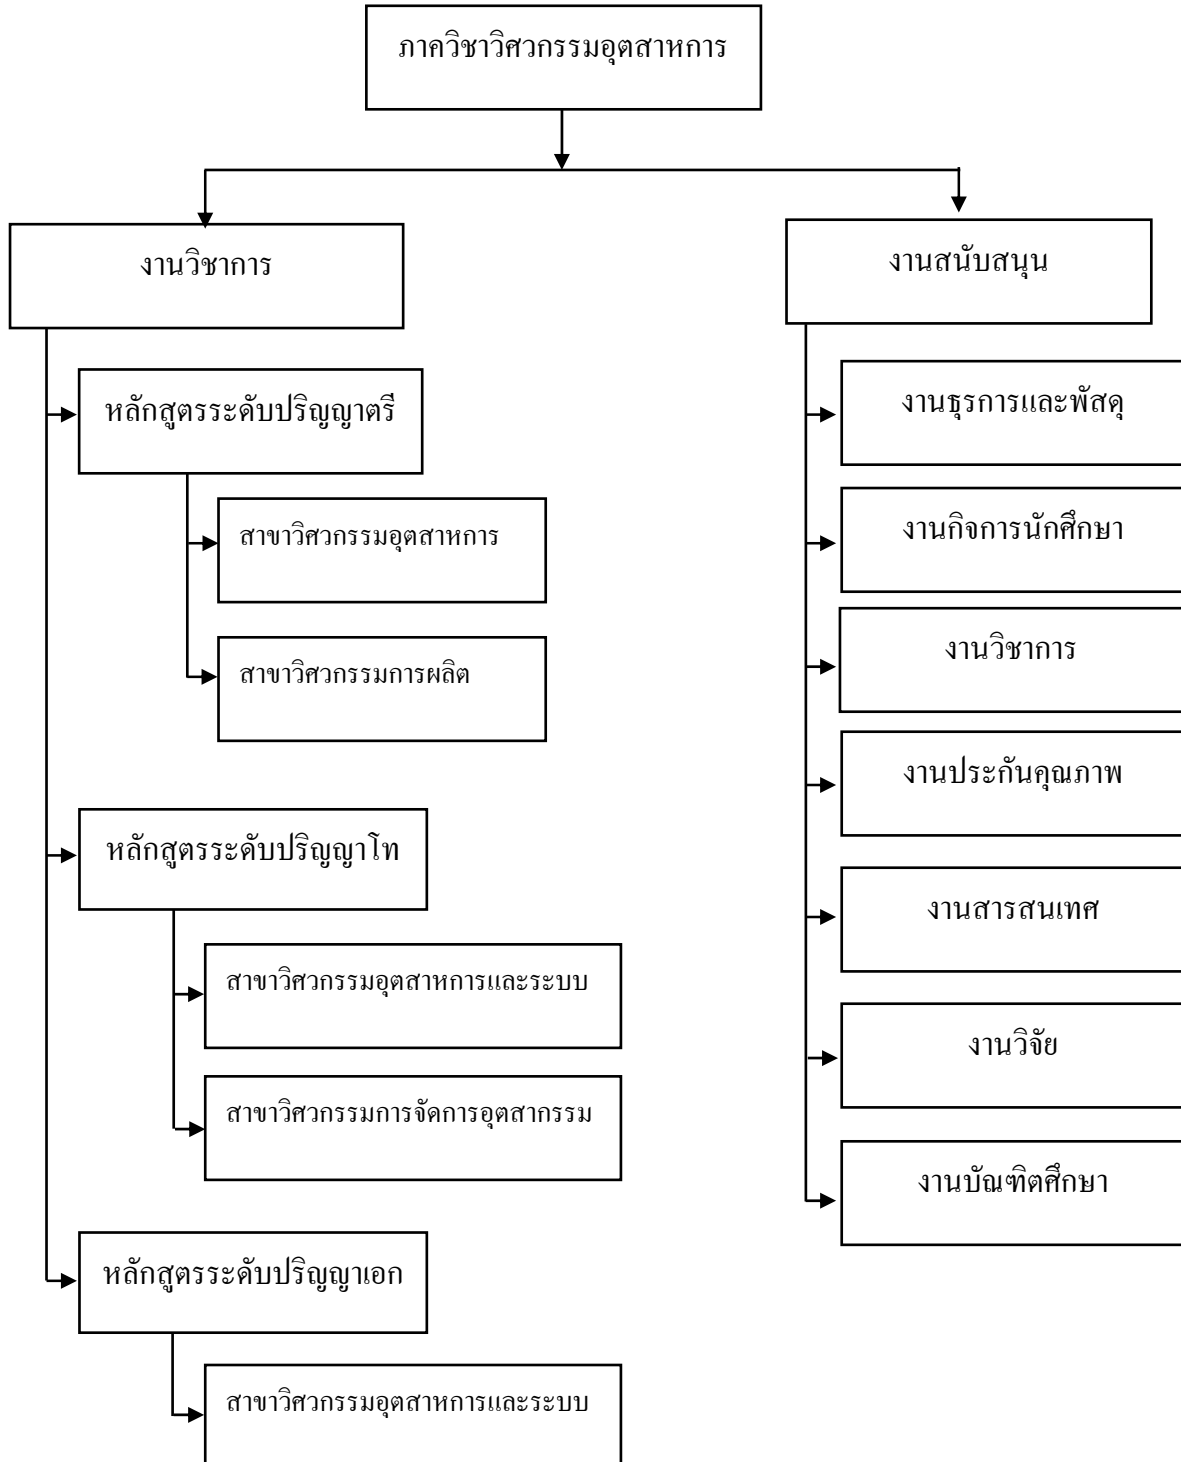 ภาควิชาวิศวกรรมอุตสาหการ
งานวิชาการ
หลักสูตรระดับปริญญาตรี
สาขาวิศวกรรมอุตสาหการ
สาขาวิศวกรรมการผลิต
หลักสูตรระดับปริญญาโท
สาขาวิศวกรรมอุตสาหการและระบบ
สาขาวิศวกรรมการจัดการอุตสากรรม
หลักสูตรระดับปริญญาเอก
สาขาวิศวกรรมอุตสาหการและระบบ
งานสนับสนุน
งานธุรการและพัสดุ
งานกิจการนักศึกษา
งานวิชาการ
งานประกันคุณภาพ
งานสารสนเทศ
งานวิจัย
งานบัณฑิตศึกษา